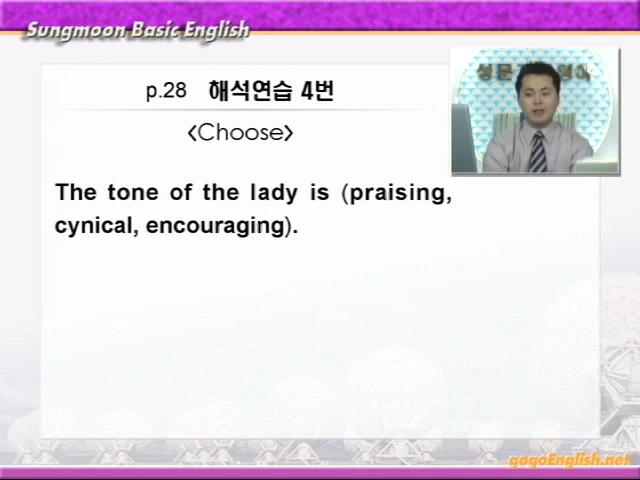 Sungmoon Basic English
p.28 해석연습 4번
<Choose>
The tone of the lady is (praising,
cynical, encouraging).
gogoEnglish.net